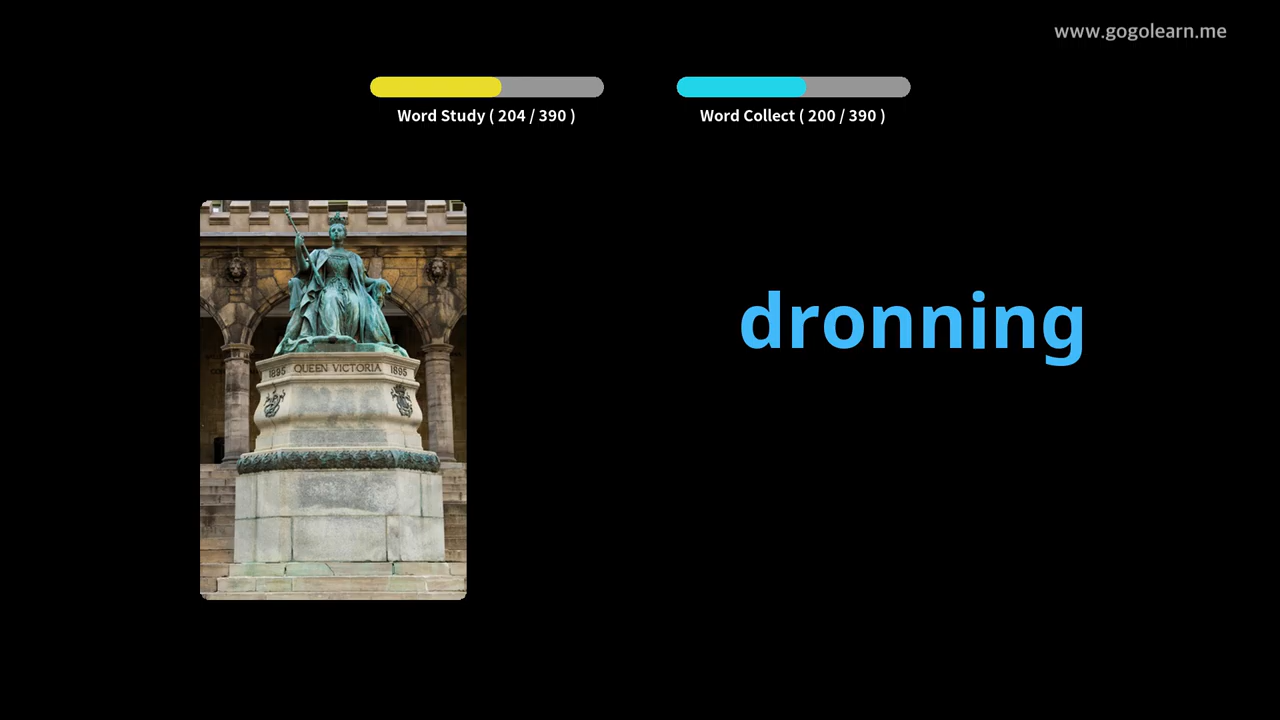 www.gogolearn.me
Word Study ( 204 / 390 )
Word Collect ( 200 / 390 )
dronning
1895 QUEEN VICTORIA 1895